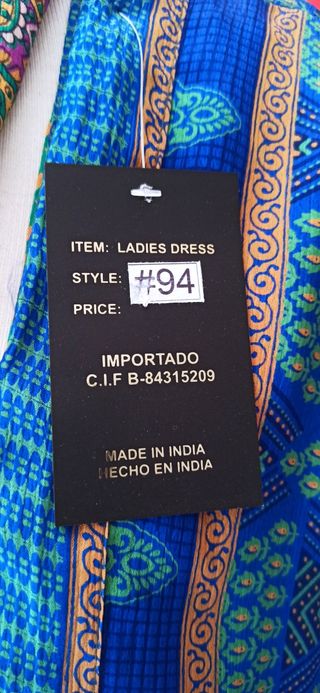 ITEM: LADIES DRESS
STYLE: #94
PRICE:
IMPORTADO
C.I.F B-84315209
MADE IN INDIA
HECHO EN INDIA